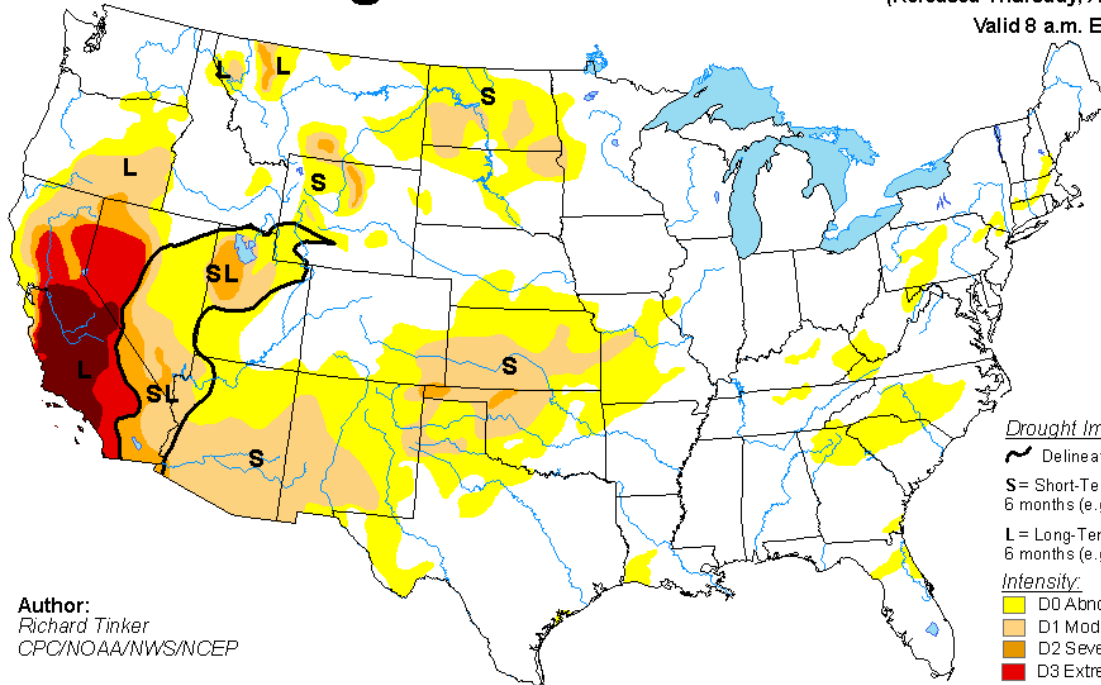 Valid 8 a.m. E
L
L
S
L
S
SL
S
L
SL
S
Drought Im
Delinea
S = Short-Te
6 months (e.g
L = Long-Ter
6 months (e.g
Intensity:
D0 Abno
D1 Mod
D2 Seve
D3 Extre
Author:
Richard Tinker
CPC/NOAA/NWS/NCEP